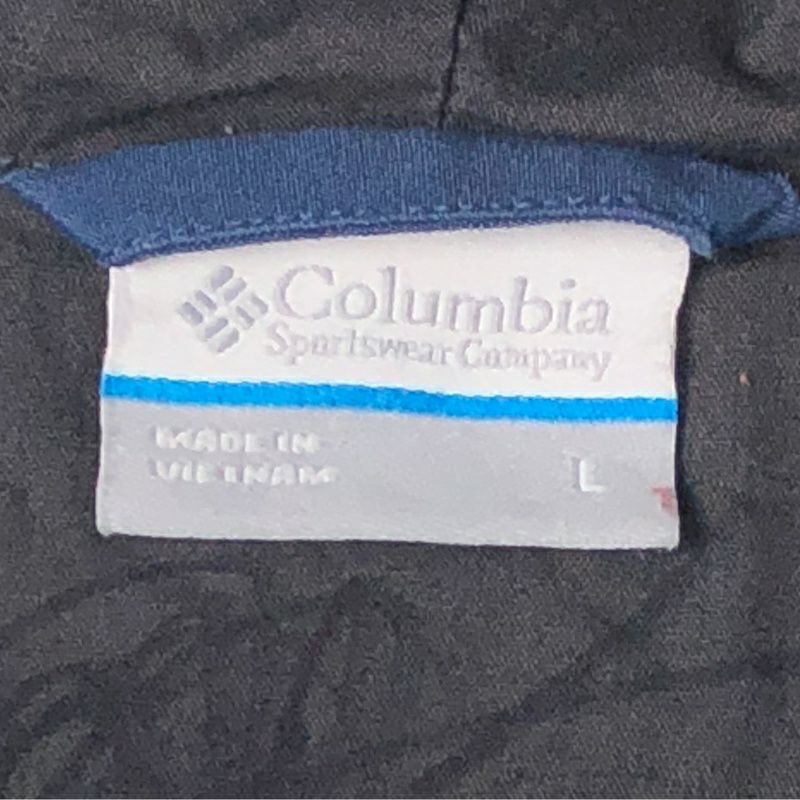 Columbia
Sportswear Company
MADE IN
VIETNAM
L